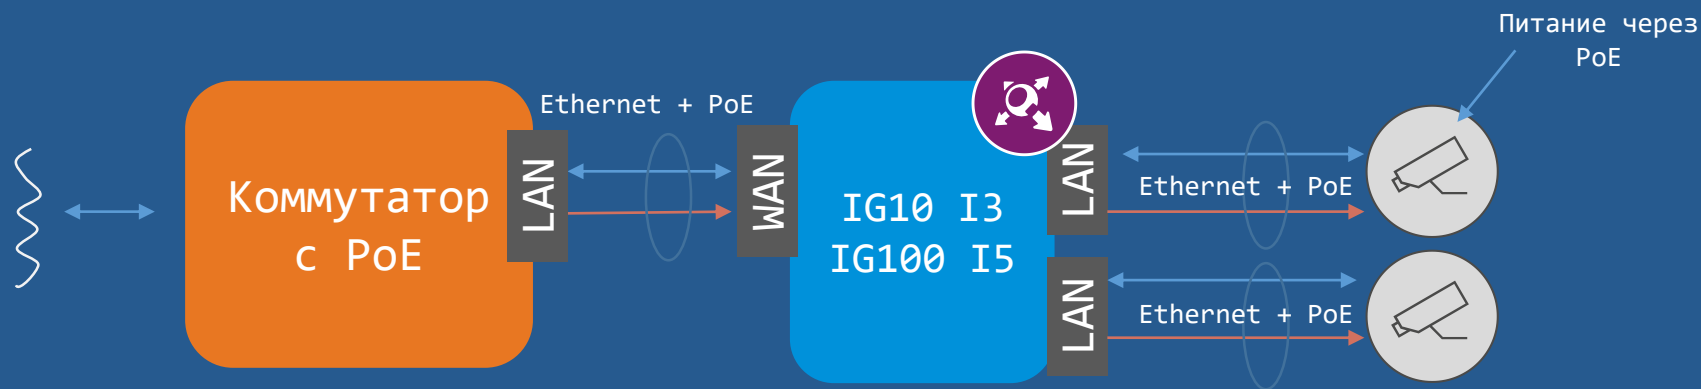 Питание через
PoE
Ethernet + PoE
Коммутатор
с PoE
LAN
WAN
IG10 I3
IG100 I5
LAN
Ethernet + PoE
LAN
Ethernet + PoE